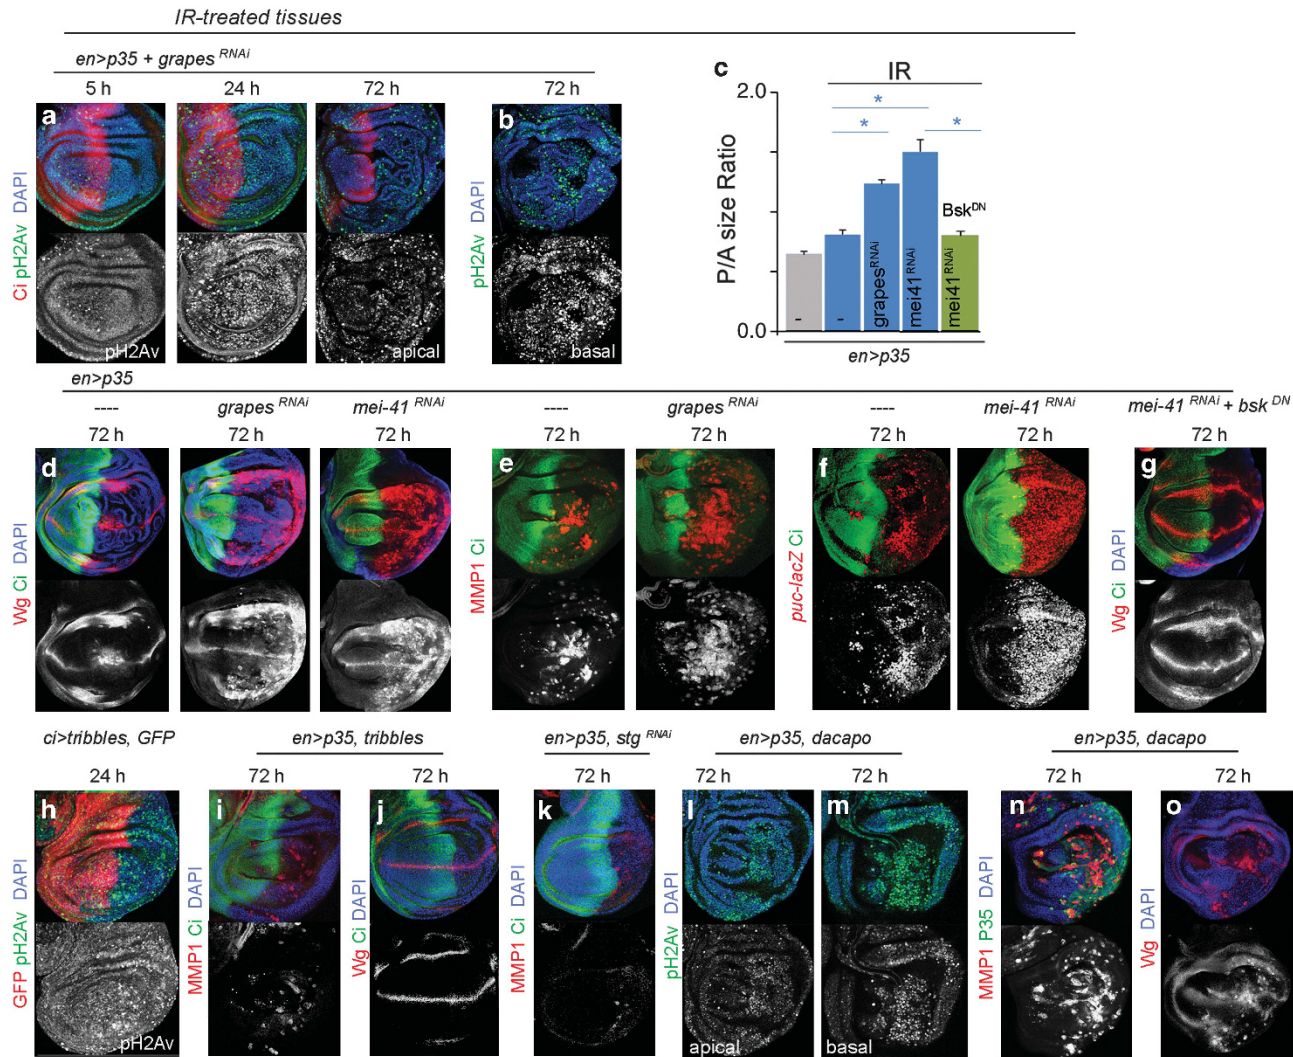 IR-treated tissues
en>p35 + grapes RNAi
5 h 24 h 72 h 72 h
a b
Ci pH2Av DAPI
pH2Av
apical
pH2Av DAPI
basal
c
IR
2.0
* * *
P/A size Ratio
Bsk DN
- - grapes RNAi mei41 RNAi mei41 RNAi
0.0
en>p35
en>p35
---- grapes RNAi mei-41 RNAi ---- grapes RNAi ---- mei-41 RNAi mei-41 RNAi + bsk DN
72 h 72 h 72 h 72 h 72 h 72 h 72 h 72 h
d e f g
Wg Ci DAPI
MMP1 Ci
puc-lacZ Ci
Wg Ci DAPI
ci>tribbles, GFP en>p35, tribbles en>p35, stg RNAi en>p35, dacapo en>p35, dacapo
24 h 72 h 72 h 72 h 72 h 72 h 72 h 72 h
h i j k l m n o
GFP pH2Av DAPI
pH2Av
MMP1 Ci DAPI
Wg Ci DAPI
MMP1 Ci DAPI
pH2Av DAPI
apical
basal
MMP1 P35 DAPI
Wg DAPI